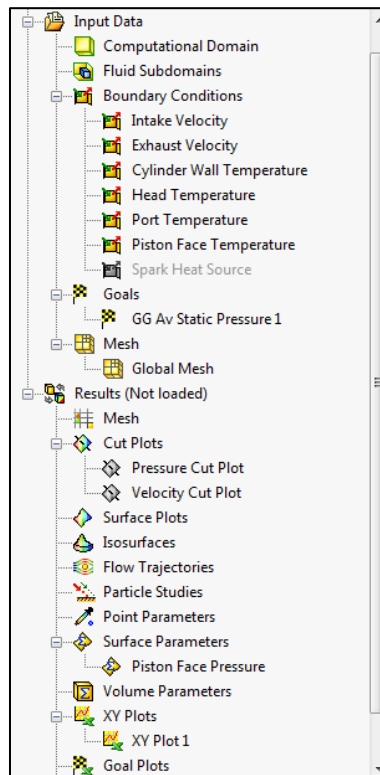 Input Data
Computational Domain
Fluid Subdomains
Boundary Conditions
Intake Velocity
Exhaust Velocity
Cylinder Wall Temperature
Head Temperature
Port Temperature
Piston Face Temperature
Spark Heat Source
Goals
GG Av Static Pressure 1
Mesh
Global Mesh
Results (Not loaded)
Mesh
Cut Plots
Pressure Cut Plot
Velocity Cut Plot
Surface Plots
Isosurfaces
Flow Trajectories
Particle Studies
Point Parameters
Surface Parameters
Piston Face Pressure
Volume Parameters
XY Plots
XY Plot 1
Goal Plots